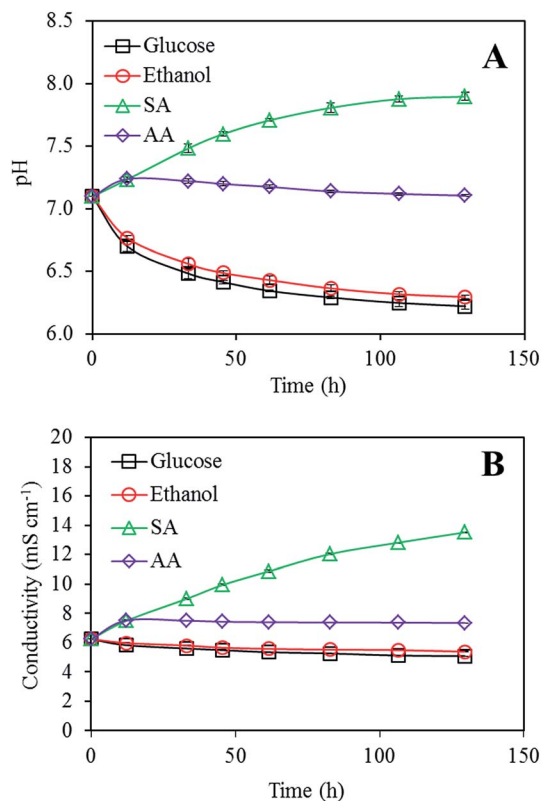 A
Glucose
Ethanol
SA
AA
8.5
8.0
7.5
7.0
6.5
6.0
pH
0
50
100
150
Time (h)
B
Glucose
Ethanol
SA
AA
20
18
16
14
12
10
8
6
4
2
0
Conductivity (mS cm⁻¹)
0
50
100
150
Time (h)